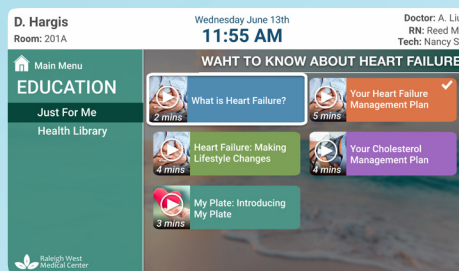 D. Hargis
Room: 201A
Wednesday June 13th
11:55 AM
Doctor: A. Liu
RN: Reed M
Tech: Nancy S
Main Menu
EDUCATION
Just For Me
Health Library
WAHT TO KNOW ABOUT HEART FAILURE
What is Heart Failure?
2 mins
Your Heart Failure
Management Plan
5 mins
Heart Failure: Making
Lifestyle Changes
4 mins
Your Cholesterol
Management Plan
4 mins
My Plate: Introducing
My Plate
3 mins
Raleigh West
Medical Center